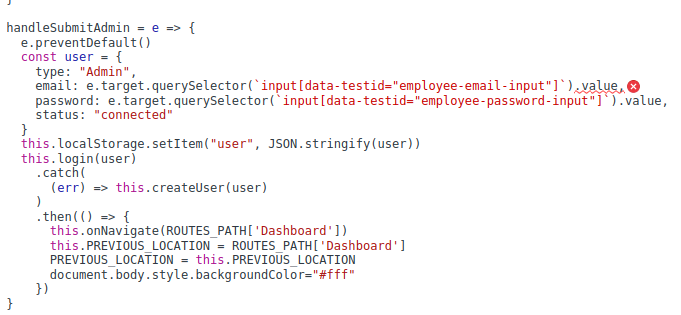 }
handleSubmitAdmin = e => {
  e.preventDefault()
  const user = {
    type: "Admin",
    email: e.target.querySelector(`input[data-testid="employee-email-input"]`).value,
    password: e.target.querySelector(`input[data-testid="employee-password-input"]`).value,
    status: "connected"
  }
  this.localStorage.setItem("user", JSON.stringify(user))
  this.login(user)
    .catch(
      (err) => this.createUser(user)
    )
    .then(() => {
      this.onNavigate(ROUTES_PATH['Dashboard'])
      this.PREVIOUS_LOCATION = ROUTES_PATH['Dashboard']
      PREVIOUS_LOCATION = this.PREVIOUS_LOCATION
      document.body.style.backgroundColor="#fff"
    })
}